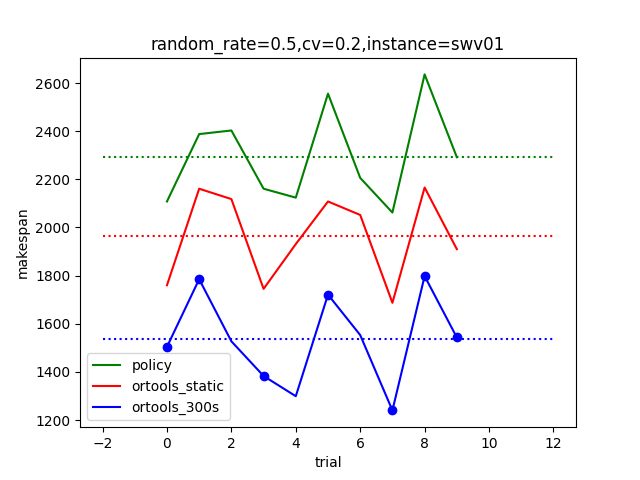 random_rate=0.5,cv=0.2,instance=swv01
makespan
2600
2400
2200
2000
1800
1600
1400
1200
policy
ortools_static
ortools_300s
−2 0 2 4 6 8 10 12
trial